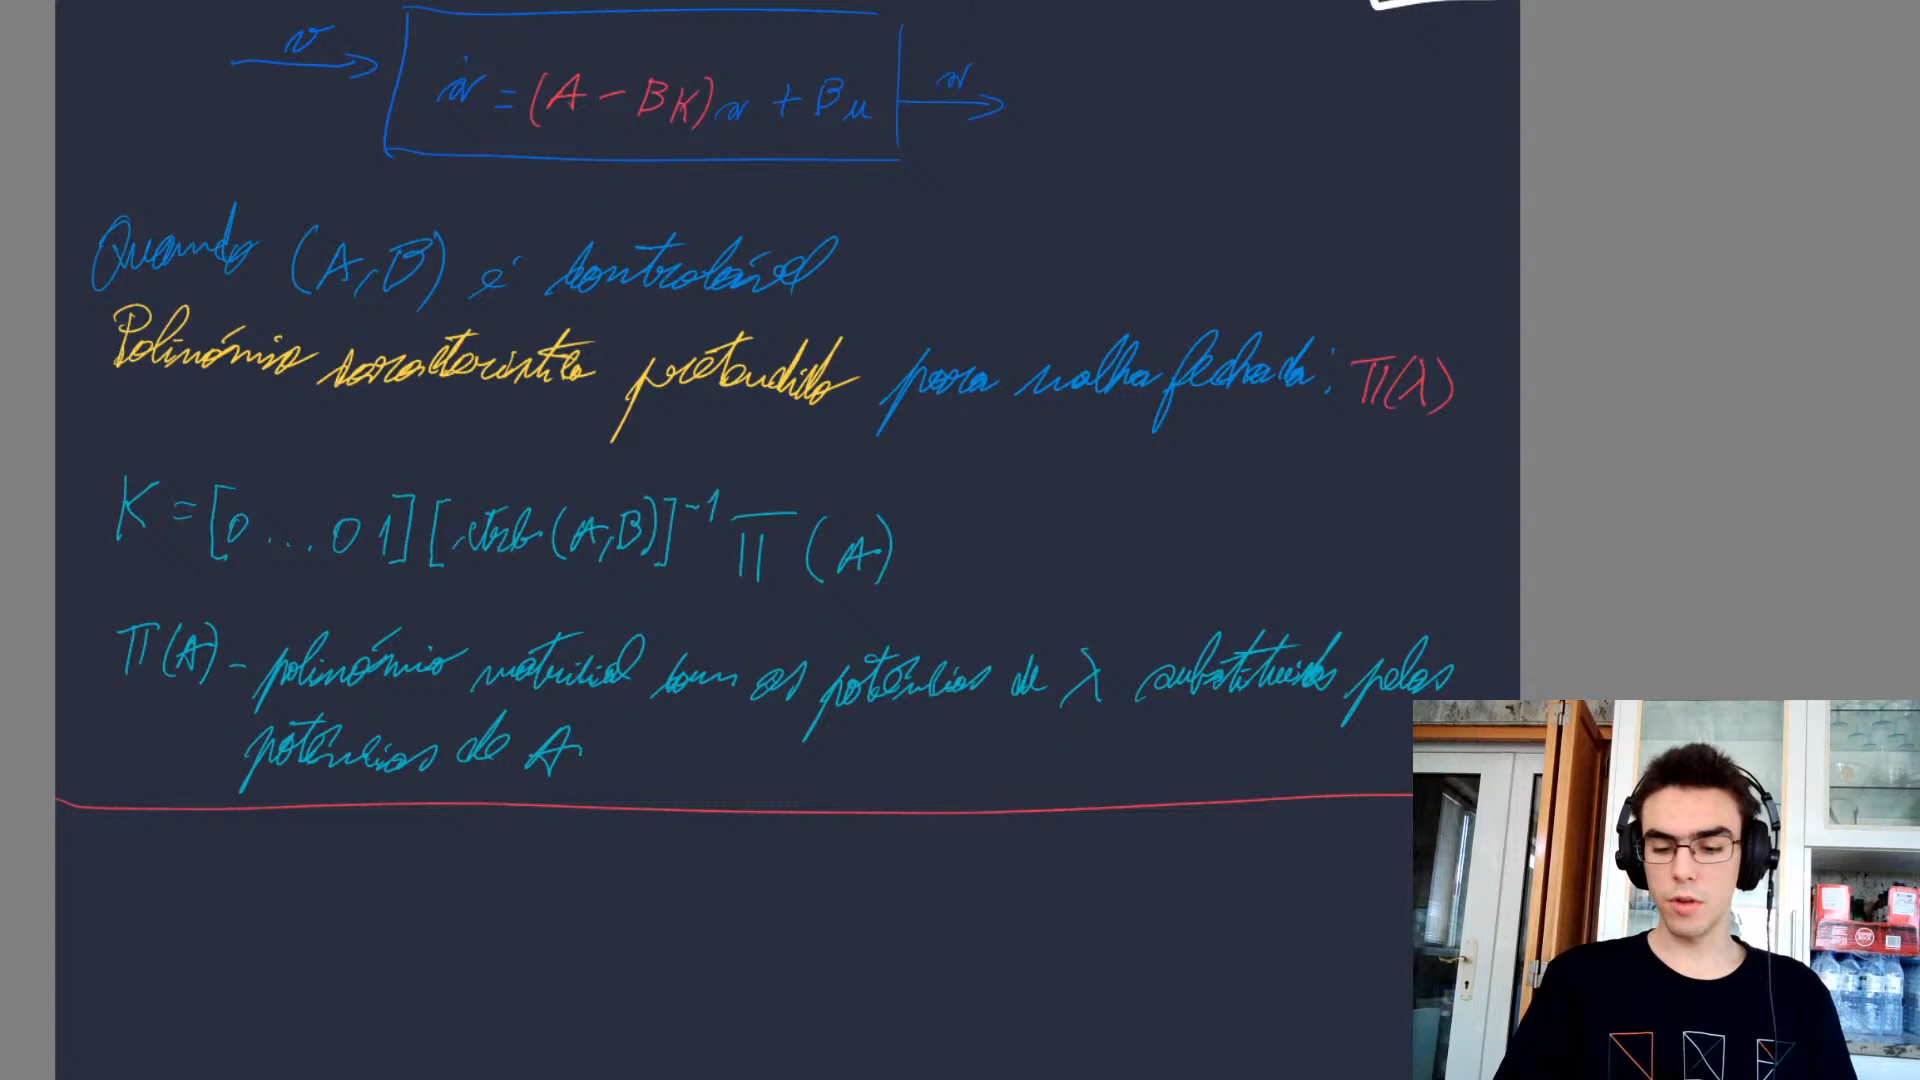 v
ẋ = (A - BK)x + Bu
x
Quando (A,B) é controlável
Polinómio característico pretendido para malha fechada: Π(λ)
K = [0 ... 0 1] [ctrb(A,B)]⁻¹ Π(A)
Π(A) - polinómio matricial com as potências de λ substituídas pelas
potências de A